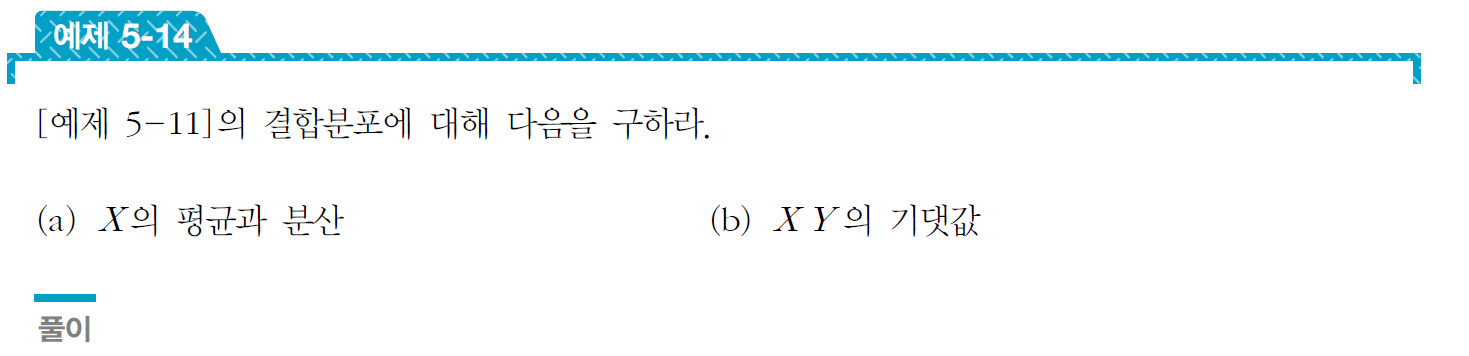 예제 5-14
[예제 5-11]의 결합분포에 대해 다음을 구하라.
(a) X의 평균과 분산 (b) X Y의 기댓값
풀이